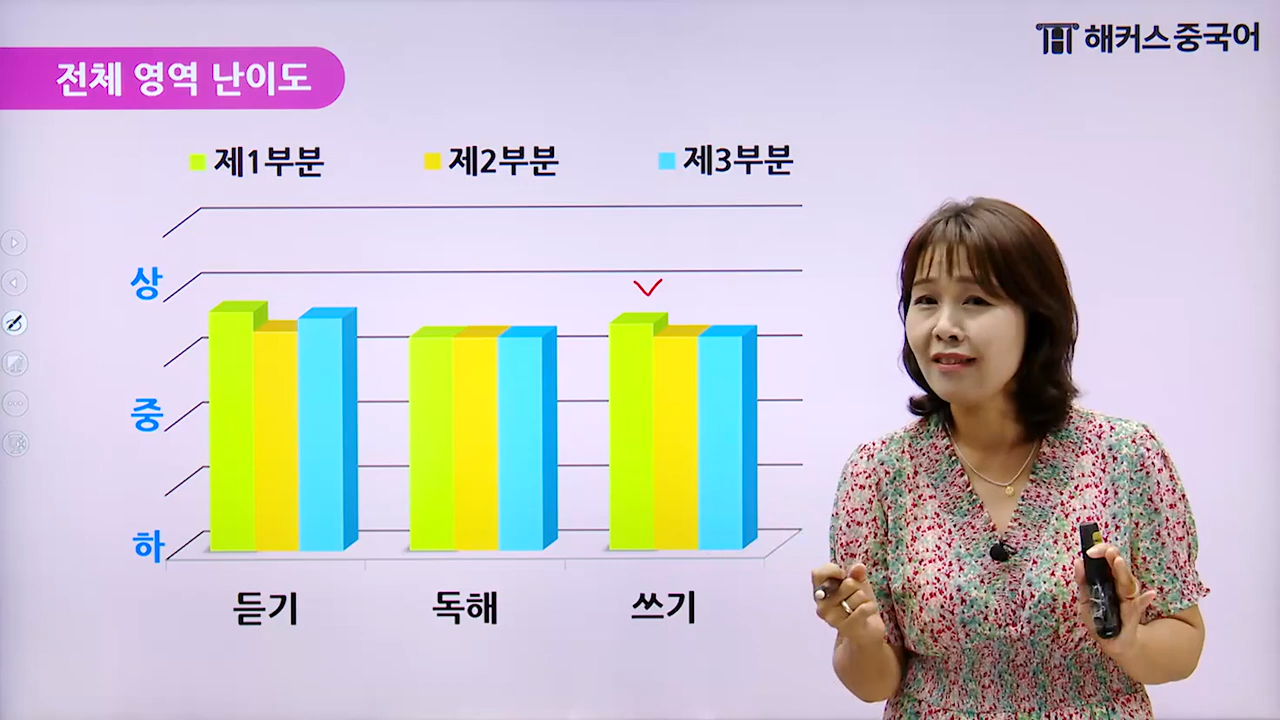 해커스중국어
전체 영역 난이도
제1부분 제2부분 제3부분
상
중
하
듣기 독해 쓰기